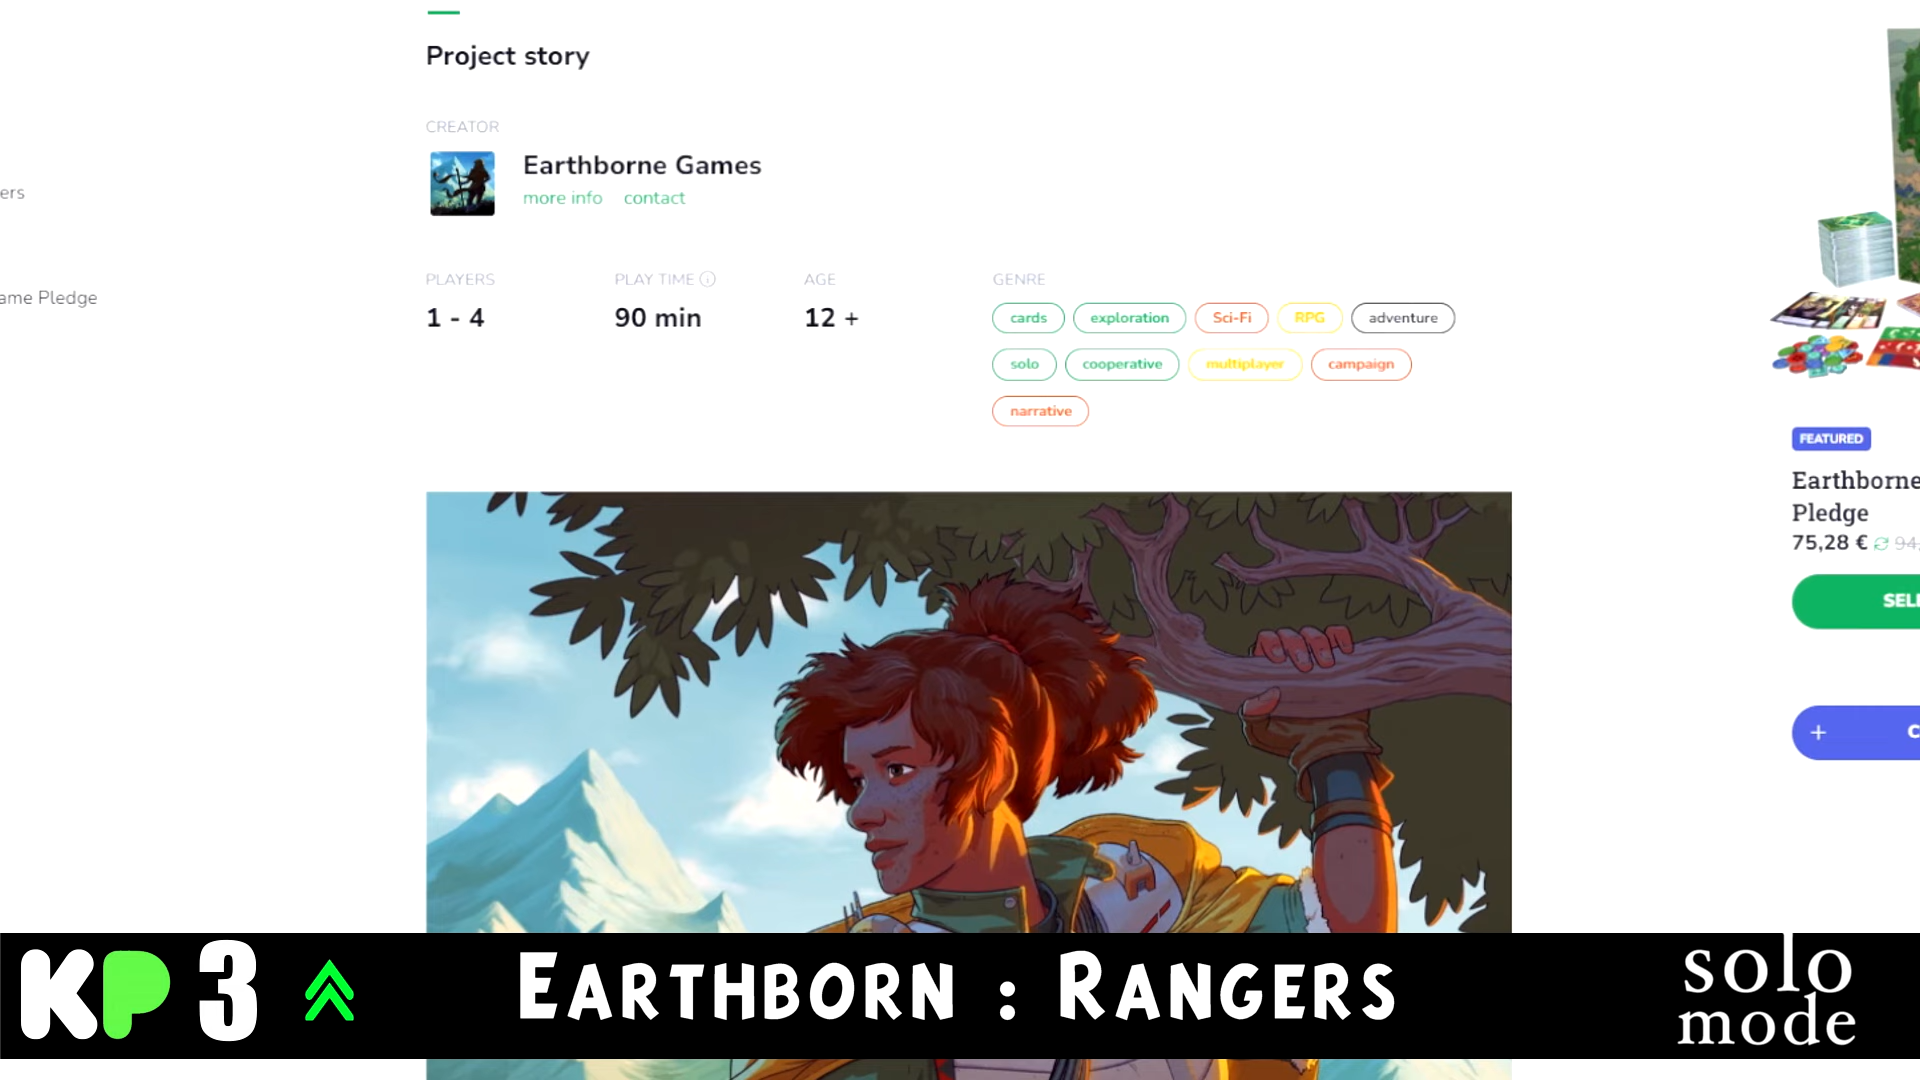 Project story
CREATOR
Earthborne Games
more info contact
ers
ame Pledge
PLAYERS PLAY TIME AGE GENRE
1 - 4 90 min 12 +
cards exploration Sci-Fi RPG adventure
solo cooperative multiplayer campaign
narrative
FEATURED
Earthborne
Pledge
75,28 € 94,
SELE
+ C
KP 3 EARTHBORN : RANGERS
solo
mode